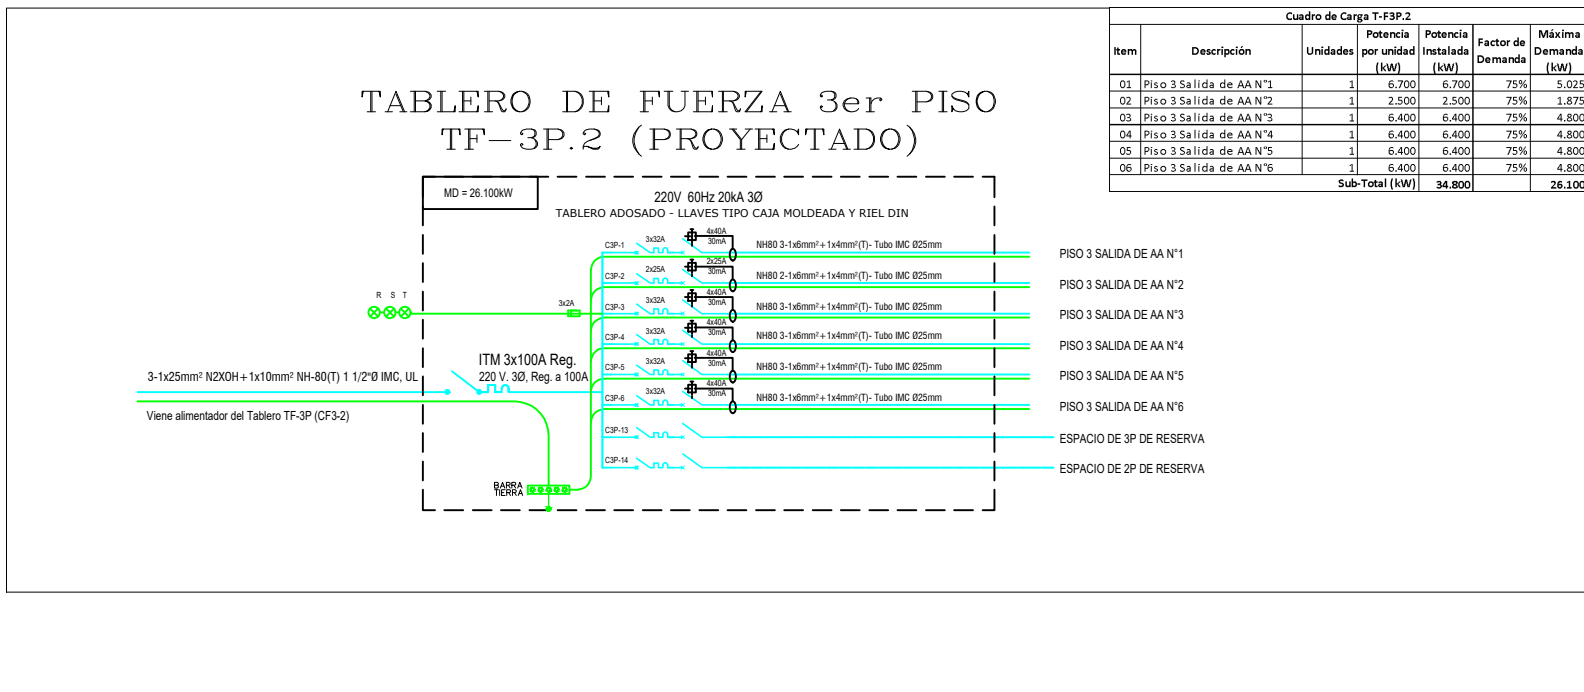 Cuadro de Carga T-F3P.2
Item Descripción Unidades Potencia por unidad (kW) Potencia Instalada (kW) Factor de Demanda Máxima Demanda (kW)
01 Piso 3 Salida de AA N°1 1 6.700 6.700 75% 5.025
02 Piso 3 Salida de AA N°2 1 2.500 2.500 75% 1.875
03 Piso 3 Salida de AA N°3 1 6.400 6.400 75% 4.800
04 Piso 3 Salida de AA N°4 1 6.400 6.400 75% 4.800
05 Piso 3 Salida de AA N°5 1 6.400 6.400 75% 4.800
06 Piso 3 Salida de AA N°6 1 6.400 6.400 75% 4.800
Sub-Total (kW) 34.800 26.100
TABLERO DE FUERZA 3er PISO
TF-3P.2 (PROYECTADO)
MD = 26.100kW
220V 60Hz 20kA 3Ø
TABLERO ADOSADO - LLAVES TIPO CAJA MOLDEADA Y RIEL DIN
C3P-1 3x32A 4x40A 30mA NH80 3-1x6mm²+1x4mm²(T)- Tubo IMC Ø25mm PISO 3 SALIDA DE AA N°1
C3P-2 2x25A 2x25A 30mA NH80 2-1x6mm²+1x4mm²(T)- Tubo IMC Ø25mm PISO 3 SALIDA DE AA N°2
R S T
3x2A
C3P-3 3x32A 4x40A 30mA NH80 3-1x6mm²+1x4mm²(T)- Tubo IMC Ø25mm PISO 3 SALIDA DE AA N°3
C3P-4 3x32A 4x40A 30mA NH80 3-1x6mm²+1x4mm²(T)- Tubo IMC Ø25mm PISO 3 SALIDA DE AA N°4
C3P-5 3x32A 4x40A 30mA NH80 3-1x6mm²+1x4mm²(T)- Tubo IMC Ø25mm PISO 3 SALIDA DE AA N°5
C3P-6 3x32A 4x40A 30mA NH80 3-1x6mm²+1x4mm²(T)- Tubo IMC Ø25mm PISO 3 SALIDA DE AA N°6
C3P-13 ESPACIO DE 3P DE RESERVA
C3P-14 ESPACIO DE 2P DE RESERVA
ITM 3x100A Reg.
220 V. 3Ø, Reg. a 100A
3-1x25mm² N2XOH+1x10mm² NH-80(T) 1 1/2"Ø IMC, UL
Viene alimentador del Tablero TF-3P (CF3-2)
BARRA
TIERRA